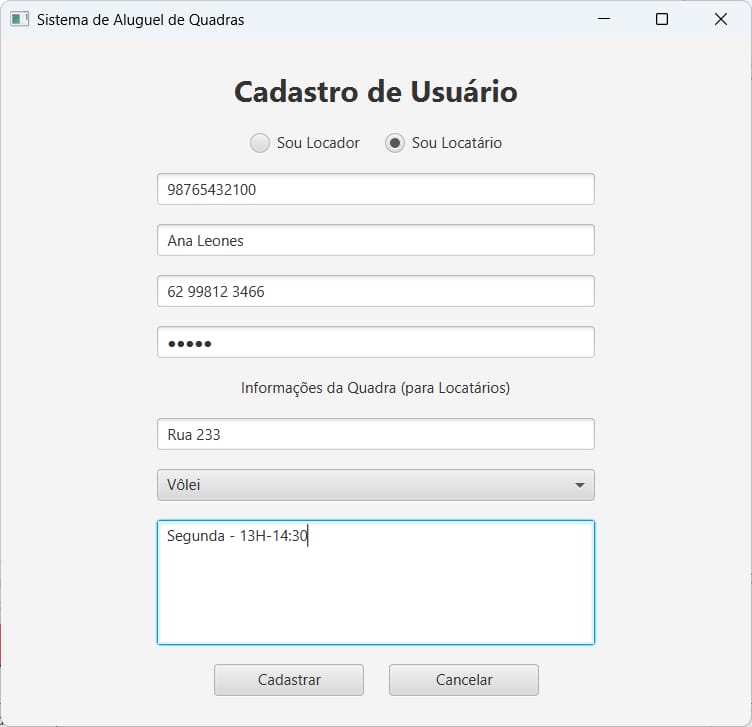 Sistema de Aluguel de Quadras
Cadastro de Usuário
Sou Locador Sou Locatário
98765432100
Ana Leones
62 99812 3466
•••••
Informações da Quadra (para Locatários)
Rua 233
Vôlei
Segunda - 13H-14:30
Cadastrar Cancelar